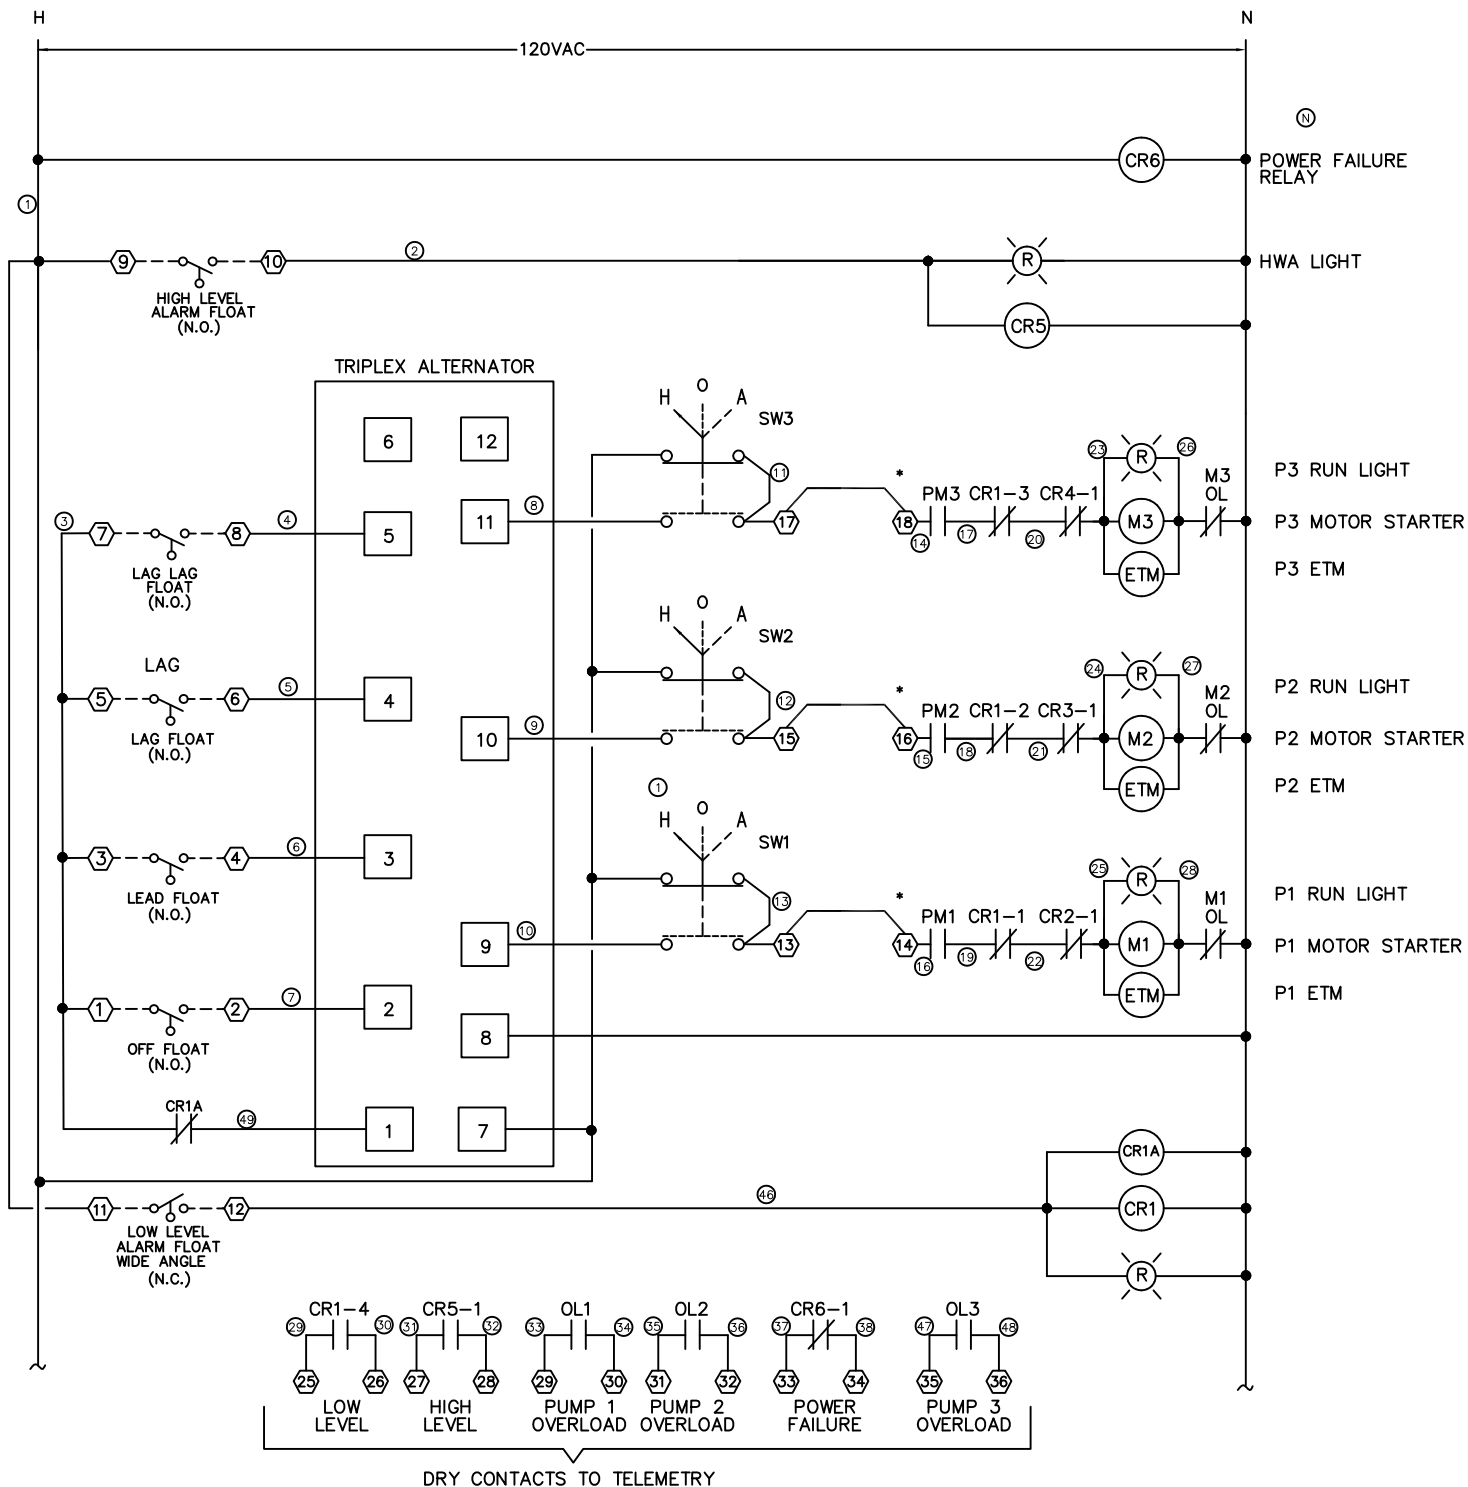 H
N
120VAC
N
CR6
POWER FAILURE
RELAY
1
9
10
2
R
HWA LIGHT
HIGH LEVEL
ALARM FLOAT
(N.O.)
CR5
TRIPLEX ALTERNATOR
6
12
H
O
A
SW3
11
23
R
26
P3 RUN LIGHT
3
7
8
4
5
11
8
17
*
18
14
PM3
17
CR1-3
20
CR4-1
M3
M3
OL
P3 MOTOR STARTER
ETM
P3 ETM
LAG LAG
FLOAT
(N.O.)
H
O
A
SW2
12
24
R
27
P2 RUN LIGHT
LAG
5
6
5
4
LAG FLOAT
(N.O.)
10
9
15
*
16
15
PM2
18
CR1-2
21
CR3-1
M2
M2
OL
P2 MOTOR STARTER
ETM
P2 ETM
1
H
O
A
SW1
13
25
R
28
P1 RUN LIGHT
3
4
6
3
LEAD FLOAT
(N.O.)
9
10
13
*
14
16
PM1
19
CR1-1
22
CR2-1
M1
M1
OL
P1 MOTOR STARTER
ETM
P1 ETM
1
2
7
2
OFF FLOAT
(N.O.)
8
CR1A
49
1
7
CR1A
11
12
46
CR1
LOW LEVEL
ALARM FLOAT
WIDE ANGLE
(N.C.)
R
CR1-4
CR5-1
OL1
OL2
CR6-1
OL3
29
30
31
32
33
34
35
36
37
38
47
48
25
26
27
28
29
30
31
32
33
34
35
36
LOW
LEVEL
HIGH
LEVEL
PUMP 1
OVERLOAD
PUMP 2
OVERLOAD
POWER
FAILURE
PUMP 3
OVERLOAD
DRY CONTACTS TO TELEMETRY